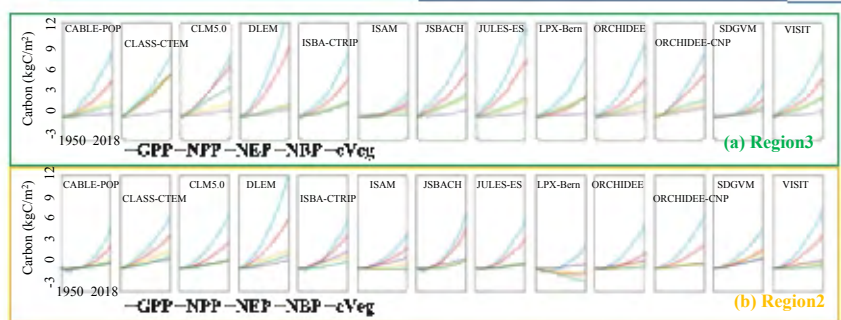 12
9
6
3
0
-3
Carbon (kgC/m²)
CABLE-POP
CLASS-CTEM
CLM5.0
DLEM
ISBA-CTRIP
ISAM
JSBACH
JULES-ES
LPX-Bern
ORCHIDEE
ORCHIDEE-CNP
SDGVM
VISIT
1950 2018
GPP NPP NEP NBP cVeg
(a) Region3
12
9
6
3
0
-3
Carbon (kgC/m²)
CABLE-POP
CLASS-CTEM
CLM5.0
DLEM
ISBA-CTRIP
ISAM
JSBACH
JULES-ES
LPX-Bern
ORCHIDEE
ORCHIDEE-CNP
SDGVM
VISIT
1950 2018
GPP NPP NEP NBP cVeg
(b) Region2